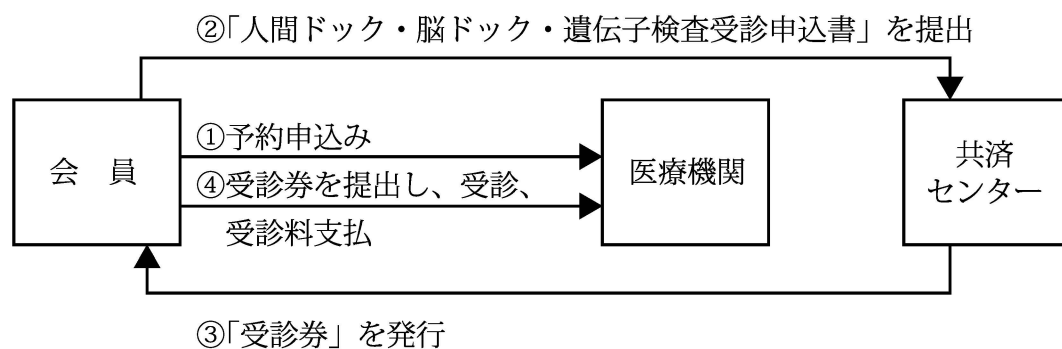 ②「人間ドック・脳ドック・遺伝子検査受診申込書」を提出
会　員
①予約申込み
④受診券を提出し、受診、
受診料支払
医療機関
共済
センター
③「受診券」を発行